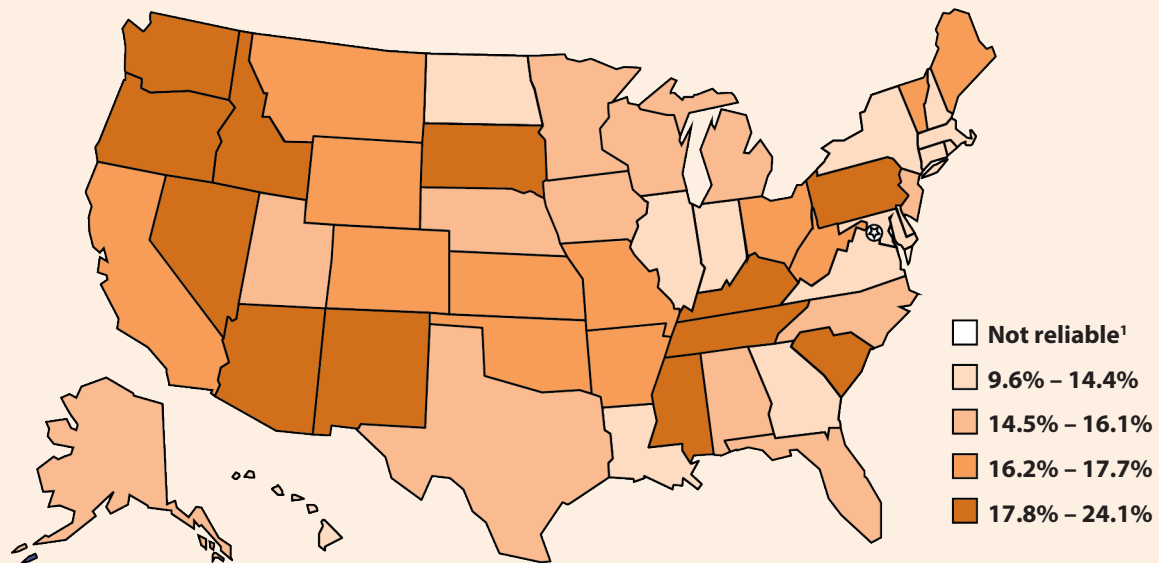 Not reliable¹
9.6% – 14.4%
14.5% – 16.1%
16.2% – 17.7%
17.8% – 24.1%